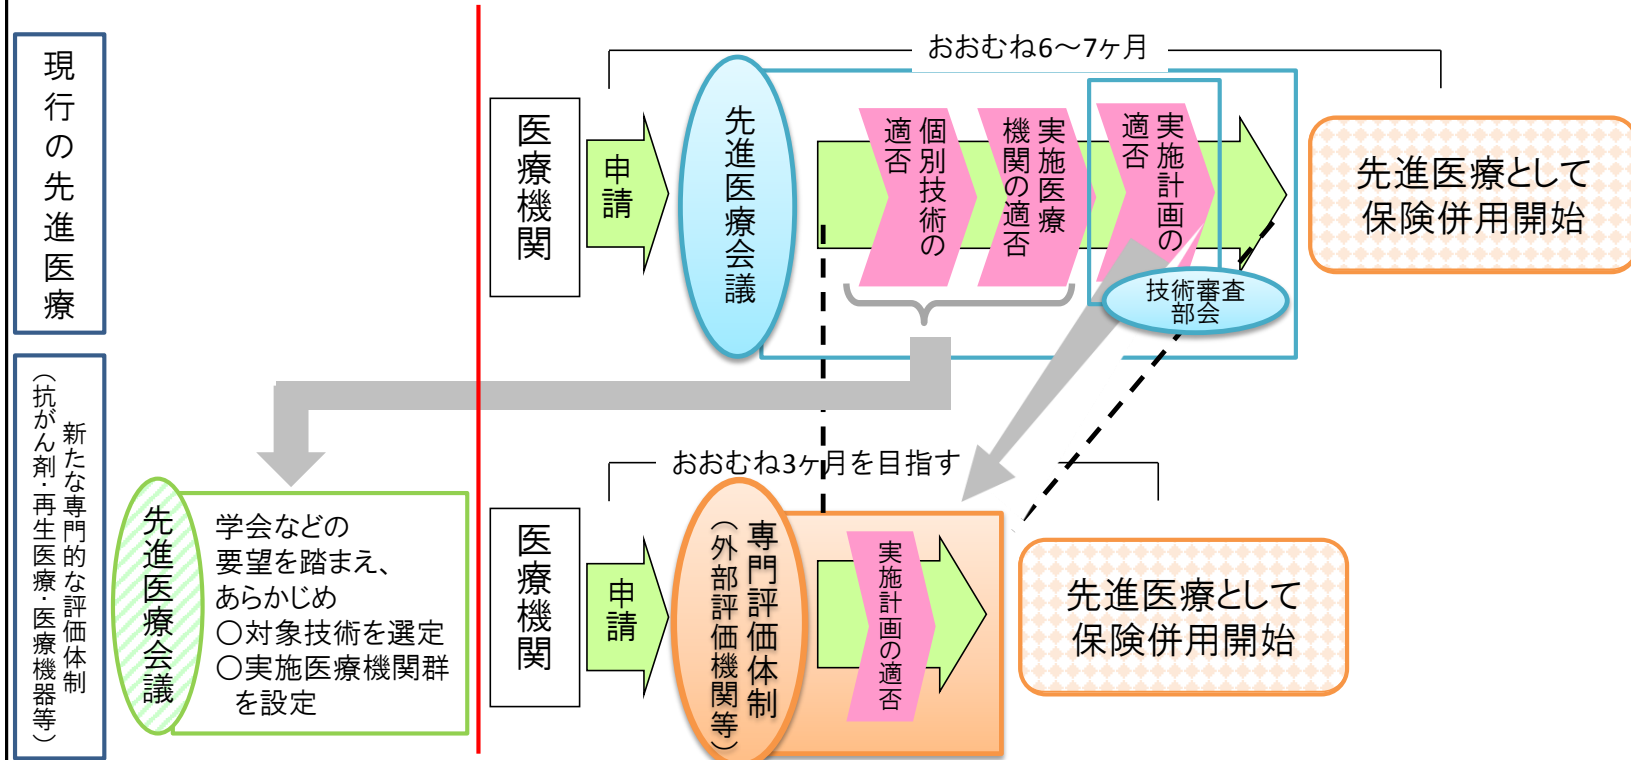 現行の先進医療
おおむね6～7ヶ月
医療機関
申請
先進医療会議
個別技術の
適否
実施医療
機関の適否
実施計画の
適否
技術審査
部会
先進医療として
保険併用開始
新たな専門的な評価体制
（抗がん剤・再生医療・医療機器等）
先進医療会議
学会などの
要望を踏まえ、
あらかじめ
○対象技術を選定
○実施医療機関群
を設定
おおむね3ヶ月を目指す
医療機関
申請
専門評価体制
（外部評価機関等）
実施計画の適否
先進医療として
保険併用開始